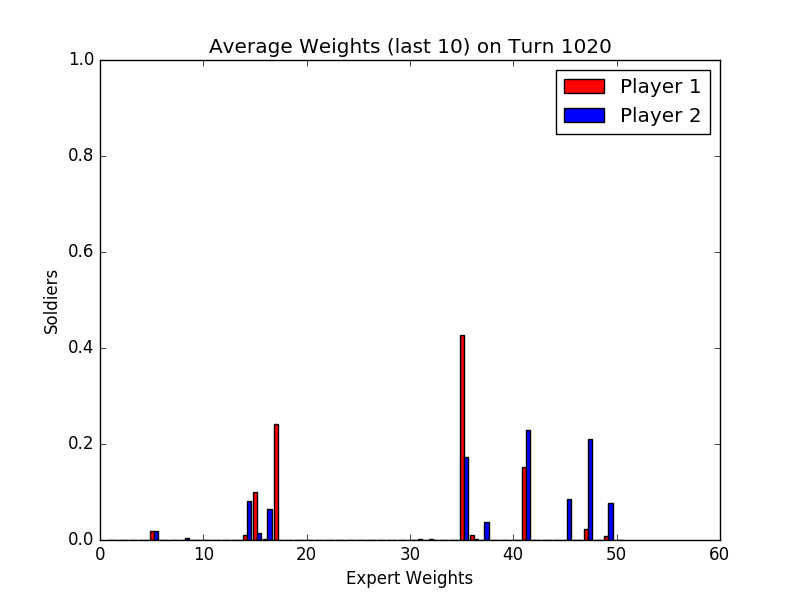 Average Weights (last 10) on Turn 1020
1.0
Player 1
Player 2
0.8
0.6
Soldiers
0.4
0.2
0.0
0 10 20 30 40 50 60
Expert Weights